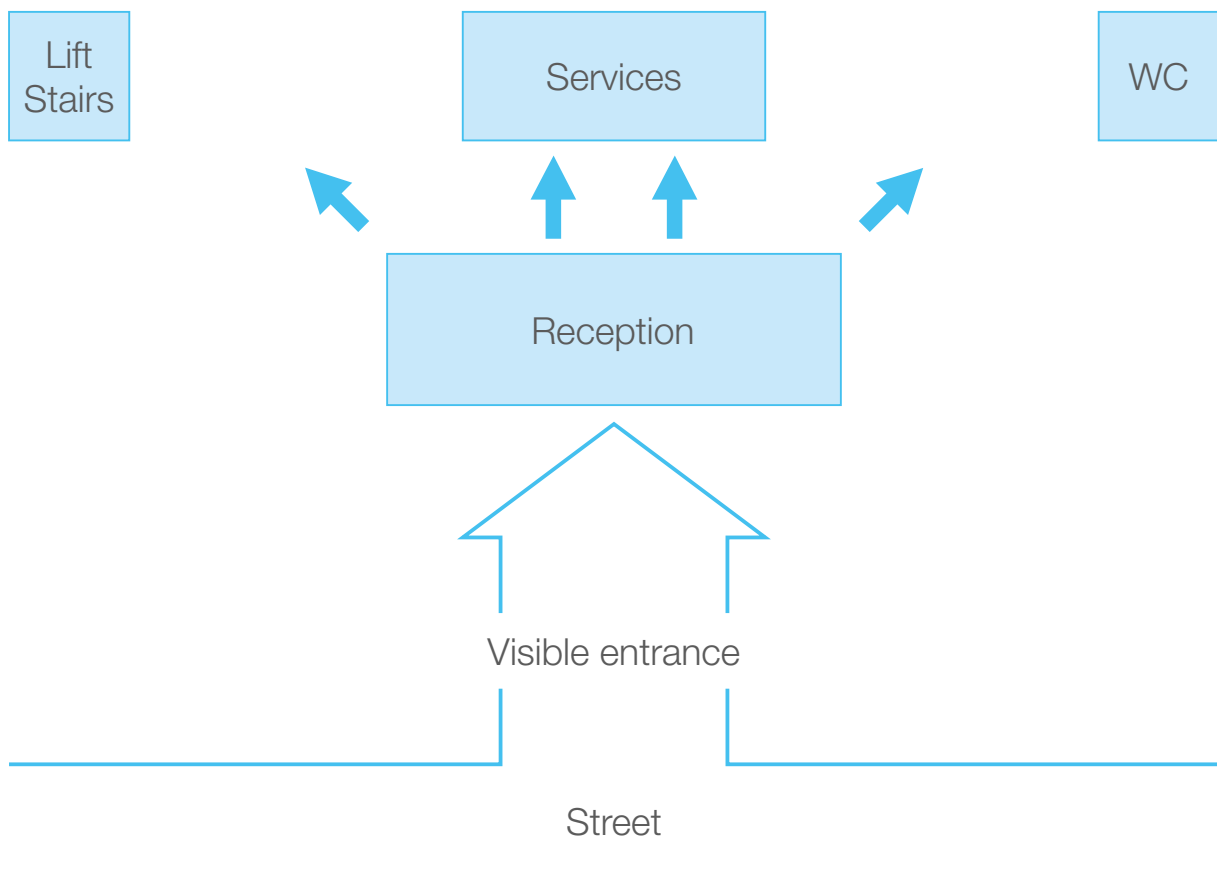 Lift
Stairs
Services
WC
Reception
Visible entrance
Street